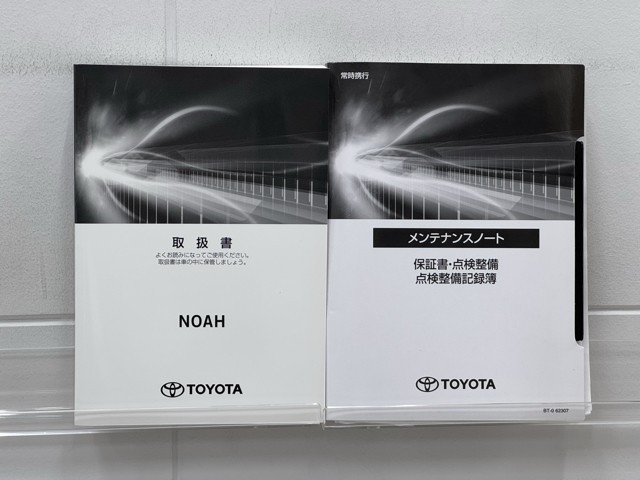 取扱書
よくお読みになってご使用ください。
取扱書は車の中に保管しましょう。
NOAH
TOYOTA
常時携行
メンテナンスノート
保証書・点検整備
点検整備記録簿
TOYOTA
BT-G 62307